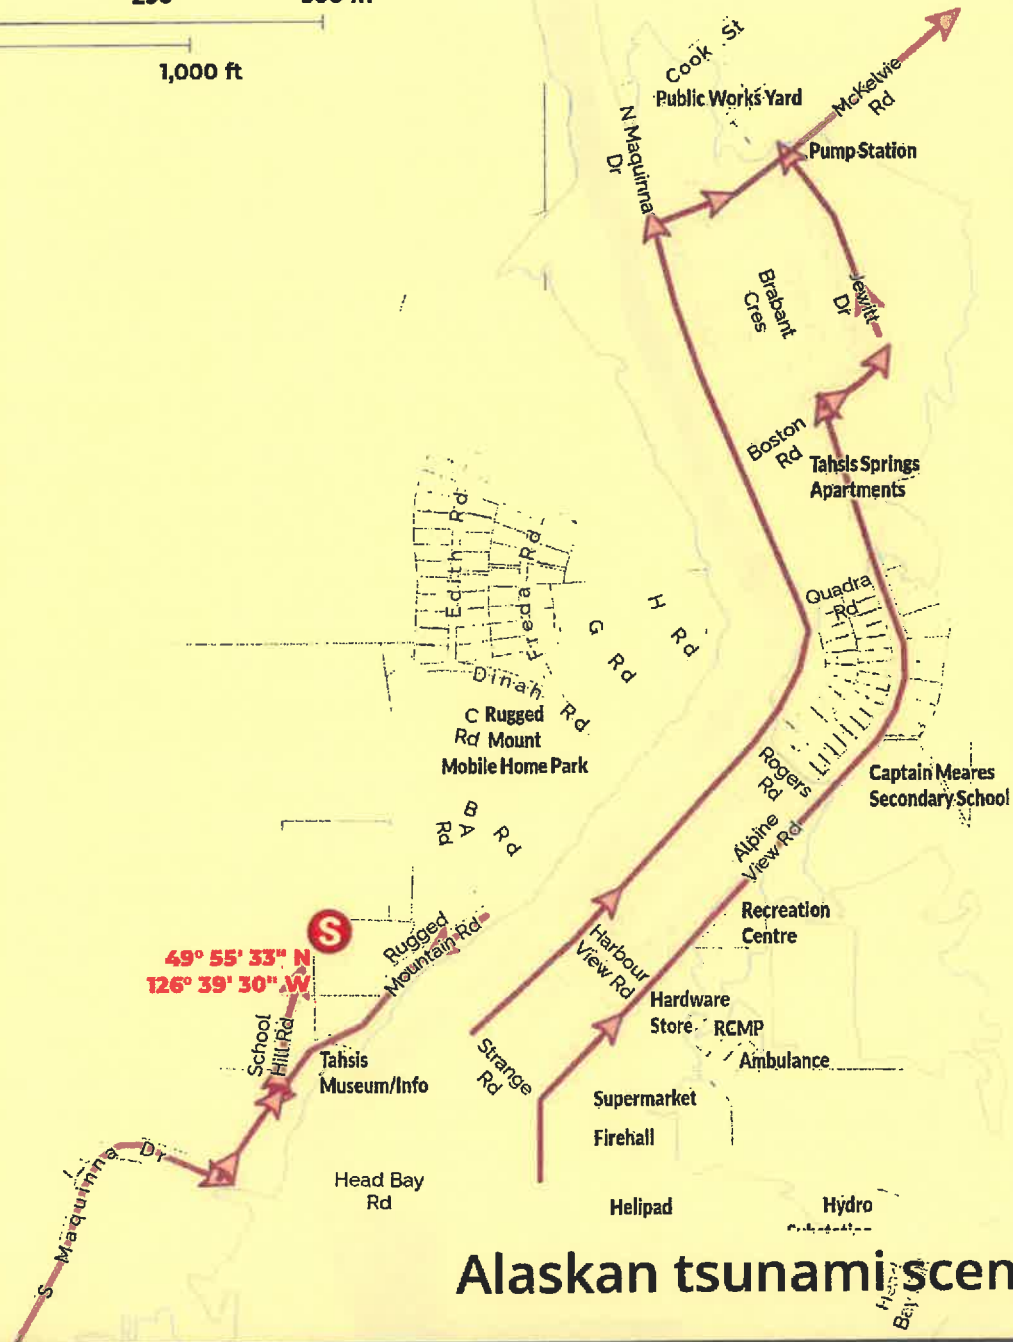 1,000 ft
Cook St
Public Works Yard
McKelvie
Rd
N Maquinna
Dr
Pump Station
Brabant
Cres
Jewitt
Dr
Boston
Rd
Tahsis Springs
Apartments
Edith Rd
Freda Rd
H Rd
G Rd
Quadra
Rd
Dinah Rd
C
Rd
Rugged
Mount
Mobile Home Park
Rogers
Rd
Captain Meares
Secondary School
B Rd
A
Rd
Alpine
View Rd
S
Recreation
Centre
Rugged
Mountain Rd
49° 55' 33" N
126° 39' 30" W
Harbour
View Rd
Hardware
Store
RCMP
School
Hill Rd
Tahsis
Museum/Info
Strange
Rd
Ambulance
Supermarket
Firehall
S Maquinna Dr
Head Bay
Rd
Helipad
Hydro
Alaskan tsunami scen
Bay